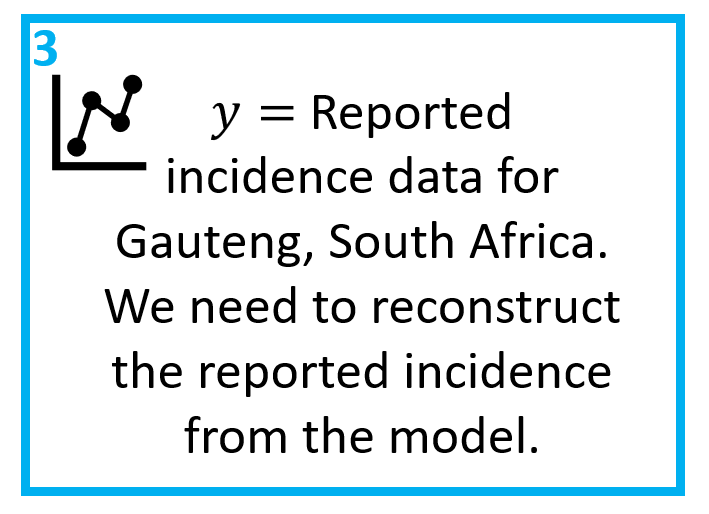 3
y = Reported
incidence data for
Gauteng, South Africa.
We need to reconstruct
the reported incidence
from the model.